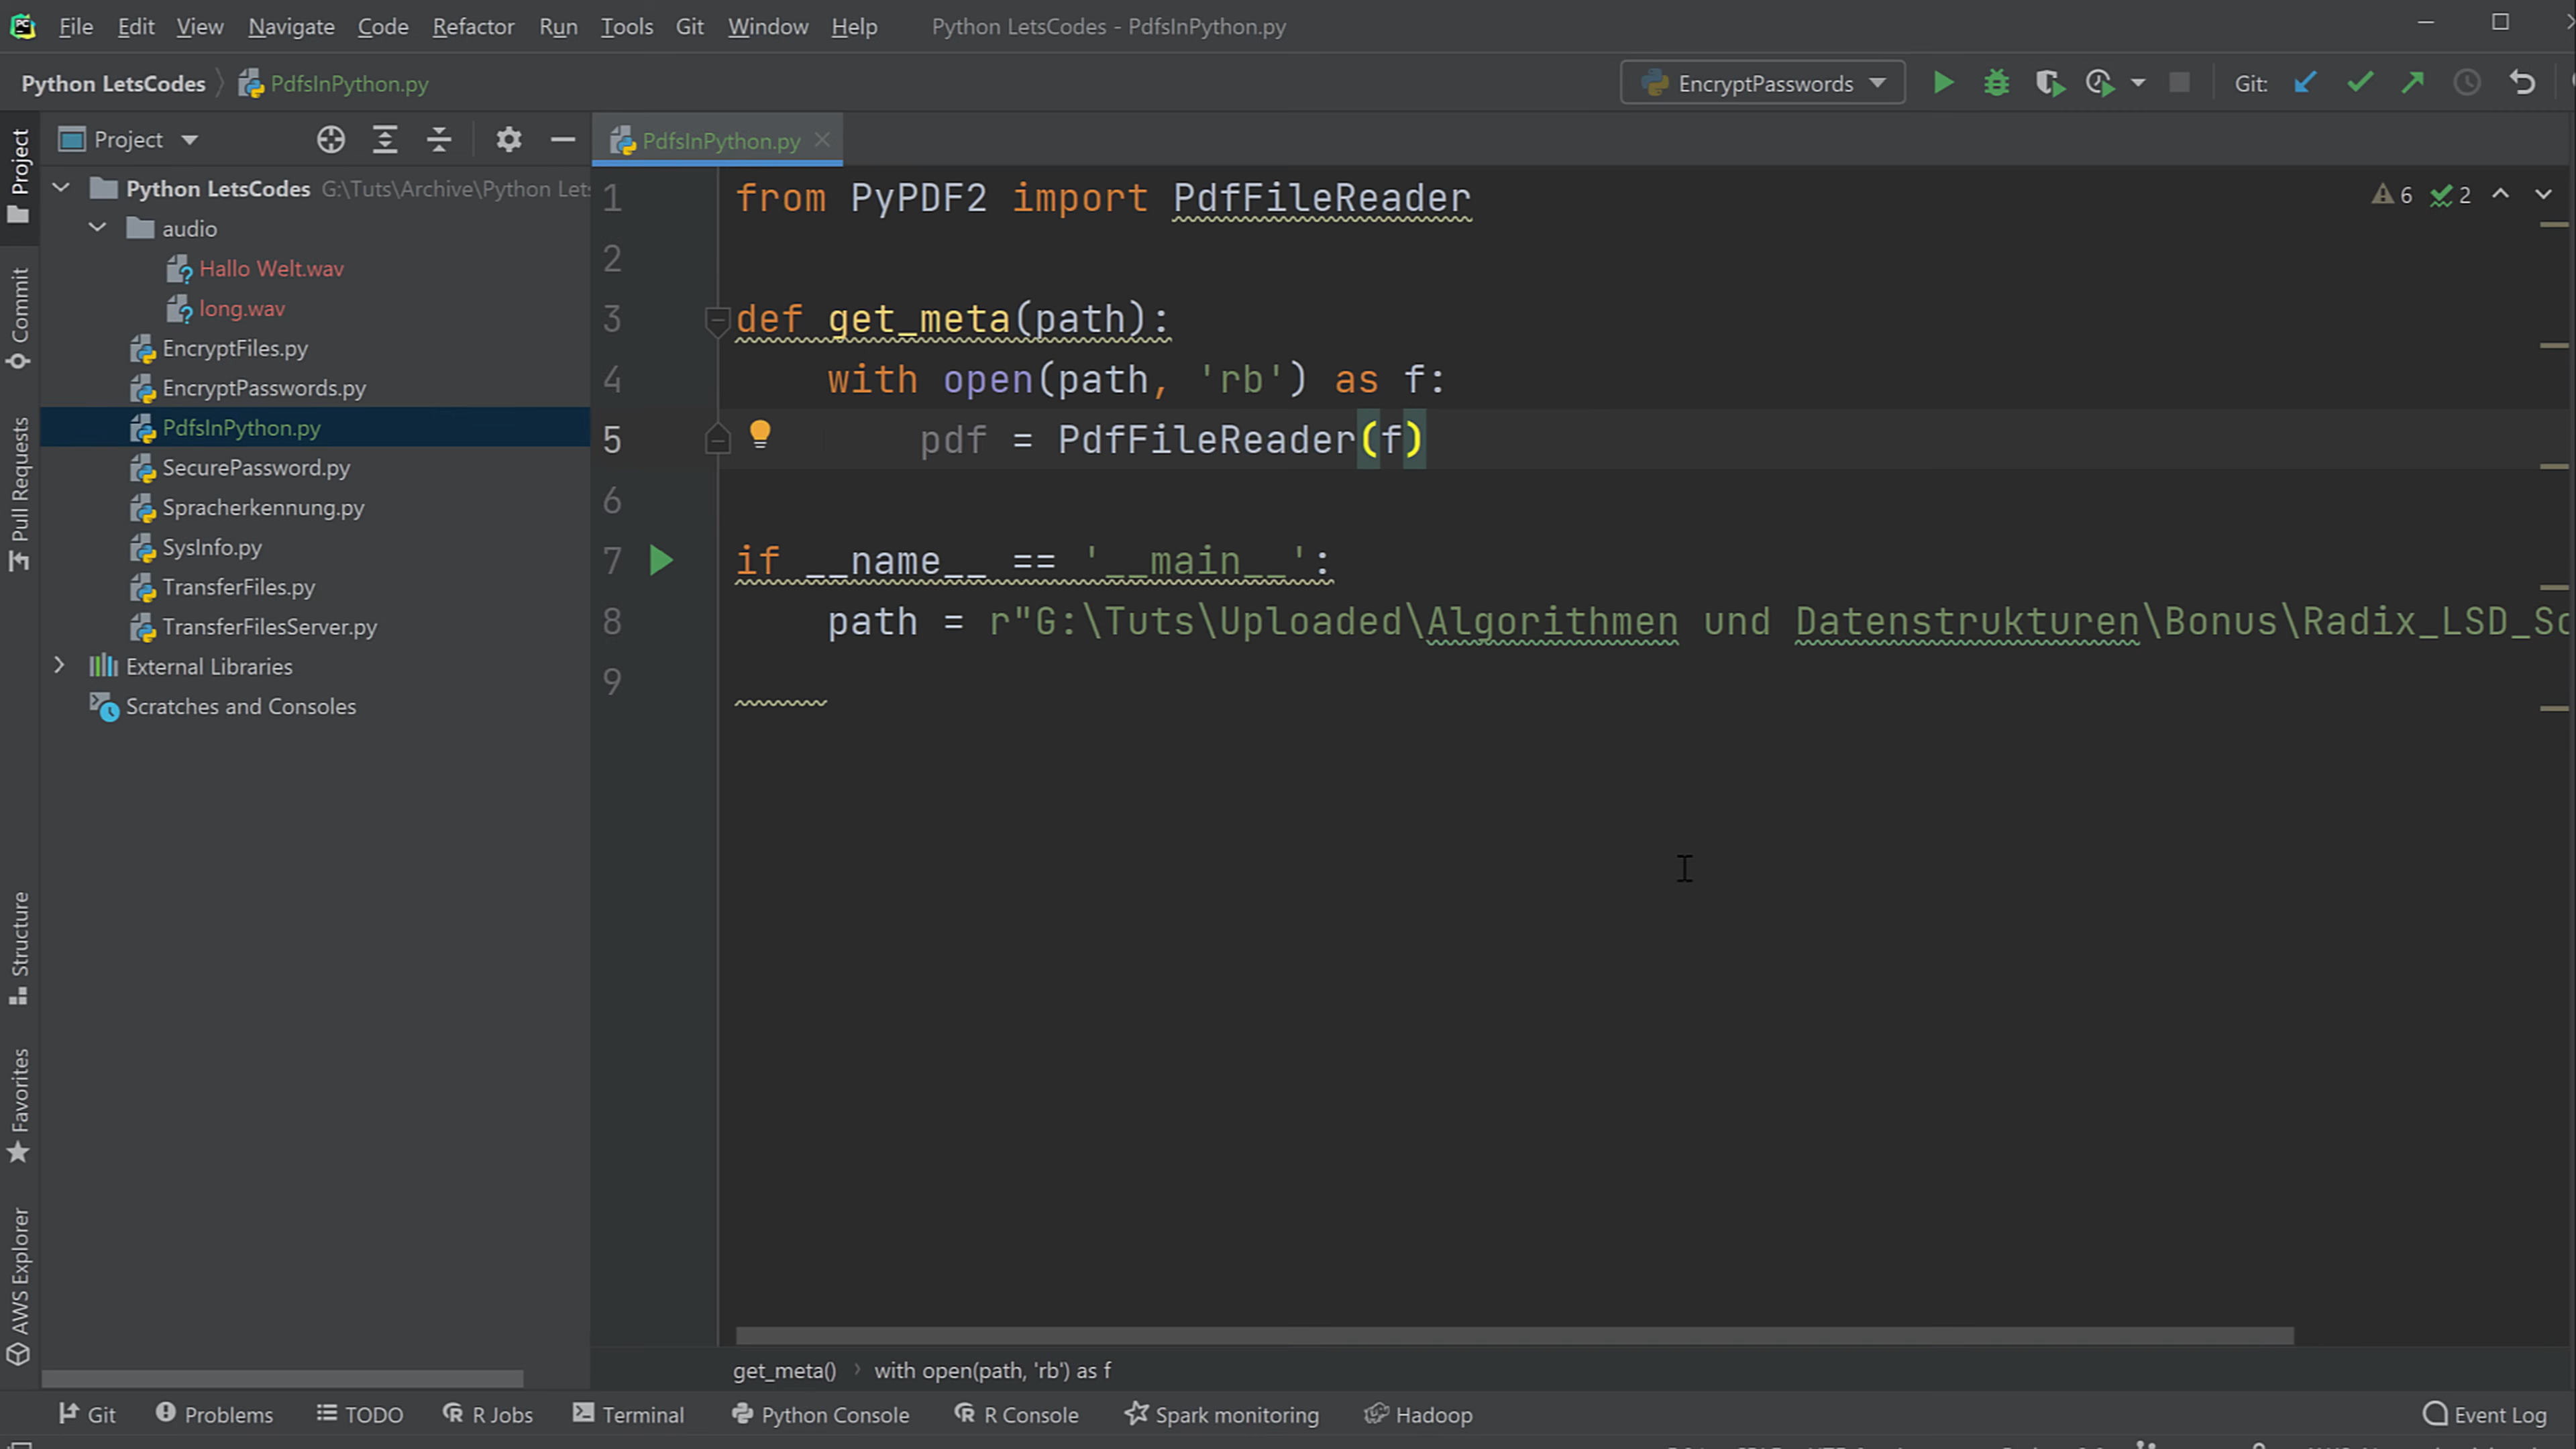 File Edit View Navigate Code Refactor Run Tools Git Window Help Python LetsCodes - PdfsInPython.py
Python LetsCodes PdfsInPython.py EncryptPasswords Git:
Project
PdfsInPython.py
Project
Commit
Pull Requests
Structure
Favorites
AWS Explorer
Python LetsCodes G:\Tuts\Archive\Python Lets
audio
Hallo Welt.wav
long.wav
EncryptFiles.py
EncryptPasswords.py
PdfsInPython.py
SecurePassword.py
Spracherkennung.py
SysInfo.py
TransferFiles.py
TransferFilesServer.py
External Libraries
Scratches and Consoles
6 2
1 from PyPDF2 import PdfFileReader
2
3 def get_meta(path):
4 with open(path, 'rb') as f:
5 pdf = PdfFileReader(f)
6
7 if __name__ == '__main__':
8 path = r"G:\Tuts\Uploaded\Algorithmen und Datenstrukturen\Bonus\Radix_LSD_So
9
get_meta() › with open(path, 'rb') as f
Git Problems TODO R Jobs Terminal Python Console R Console Spark monitoring Hadoop Event Log